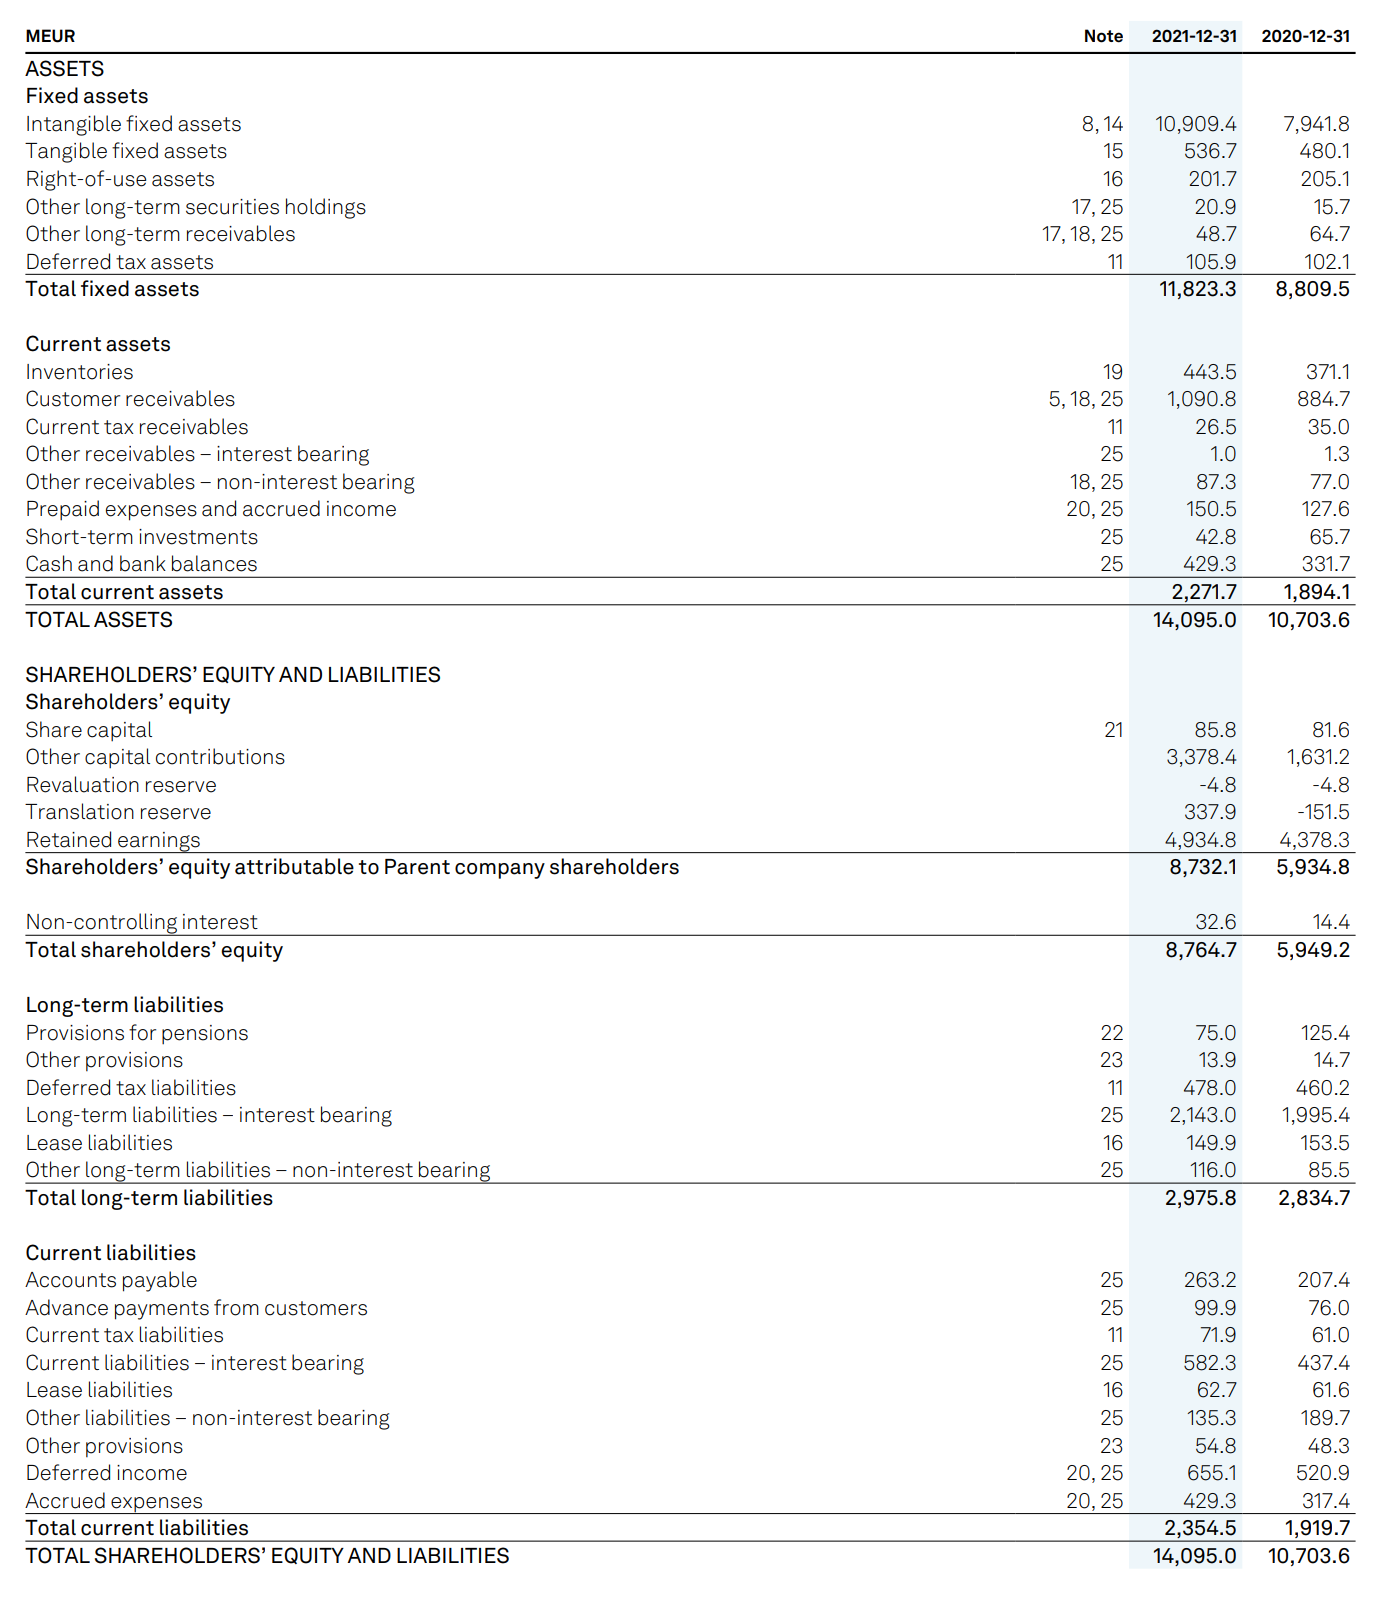 MEUR Note 2021-12-31 2020-12-31
ASSETS
Fixed assets
Intangible fixed assets 8, 14 10,909.4 7,941.8
Tangible fixed assets 15 536.7 480.1
Right-of-use assets 16 201.7 205.1
Other long-term securities holdings 17, 25 20.9 15.7
Other long-term receivables 17, 18, 25 48.7 64.7
Deferred tax assets 11 105.9 102.1
Total fixed assets 11,823.3 8,809.5
Current assets
Inventories 19 443.5 371.1
Customer receivables 5, 18, 25 1,090.8 884.7
Current tax receivables 11 26.5 35.0
Other receivables – interest bearing 25 1.0 1.3
Other receivables – non-interest bearing 18, 25 87.3 77.0
Prepaid expenses and accrued income 20, 25 150.5 127.6
Short-term investments 25 42.8 65.7
Cash and bank balances 25 429.3 331.7
Total current assets 2,271.7 1,894.1
TOTAL ASSETS 14,095.0 10,703.6
SHAREHOLDERS’ EQUITY AND LIABILITIES
Shareholders’ equity
Share capital 21 85.8 81.6
Other capital contributions 3,378.4 1,631.2
Revaluation reserve -4.8 -4.8
Translation reserve 337.9 -151.5
Retained earnings 4,934.8 4,378.3
Shareholders’ equity attributable to Parent company shareholders 8,732.1 5,934.8
Non-controlling interest 32.6 14.4
Total shareholders’ equity 8,764.7 5,949.2
Long-term liabilities
Provisions for pensions 22 75.0 125.4
Other provisions 23 13.9 14.7
Deferred tax liabilities 11 478.0 460.2
Long-term liabilities – interest bearing 25 2,143.0 1,995.4
Lease liabilities 16 149.9 153.5
Other long-term liabilities – non-interest bearing 25 116.0 85.5
Total long-term liabilities 2,975.8 2,834.7
Current liabilities
Accounts payable 25 263.2 207.4
Advance payments from customers 25 99.9 76.0
Current tax liabilities 11 71.9 61.0
Current liabilities – interest bearing 25 582.3 437.4
Lease liabilities 16 62.7 61.6
Other liabilities – non-interest bearing 25 135.3 189.7
Other provisions 23 54.8 48.3
Deferred income 20, 25 655.1 520.9
Accrued expenses 20, 25 429.3 317.4
Total current liabilities 2,354.5 1,919.7
TOTAL SHAREHOLDERS’ EQUITY AND LIABILITIES 14,095.0 10,703.6